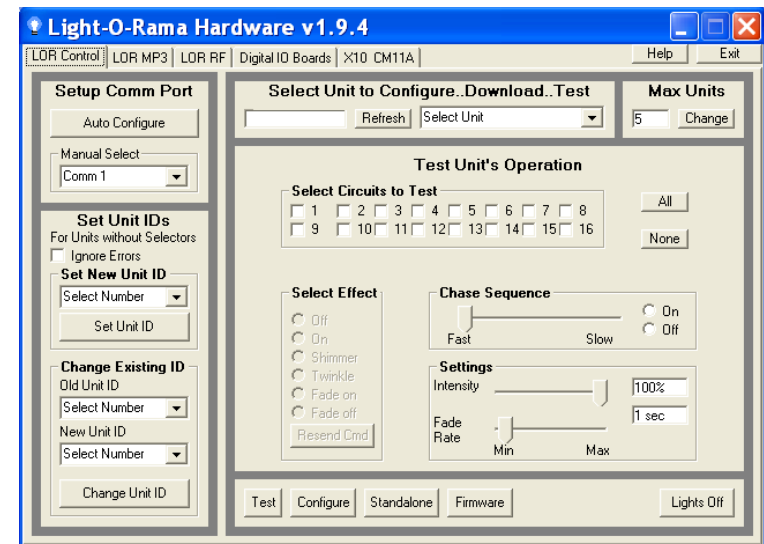 Light-O-Rama Hardware v1.9.4
LOR Control LOR MP3 LOR RF Digital IO Boards X10 CM11A Help Exit
Setup Comm Port
Auto Configure
Manual Select
Comm 1
Set Unit IDs
For Units without Selectors
Ignore Errors
Set New Unit ID
Select Number
Set Unit ID
Change Existing ID
Old Unit ID
Select Number
New Unit ID
Select Number
Change Unit ID
Select Unit to Configure..Download..Test
Refresh Select Unit
Max Units
5 Change
Test Unit's Operation
Select Circuits to Test
1 2 3 4 5 6 7 8
9 10 11 12 13 14 15 16
All
None
Select Effect
Off
On
Shimmer
Twinkle
Fade on
Fade off
Resend Cmd
Chase Sequence
Fast Slow
On
Off
Settings
Intensity 100%
Fade Rate 1 sec
Min Max
Test Configure Standalone Firmware Lights Off